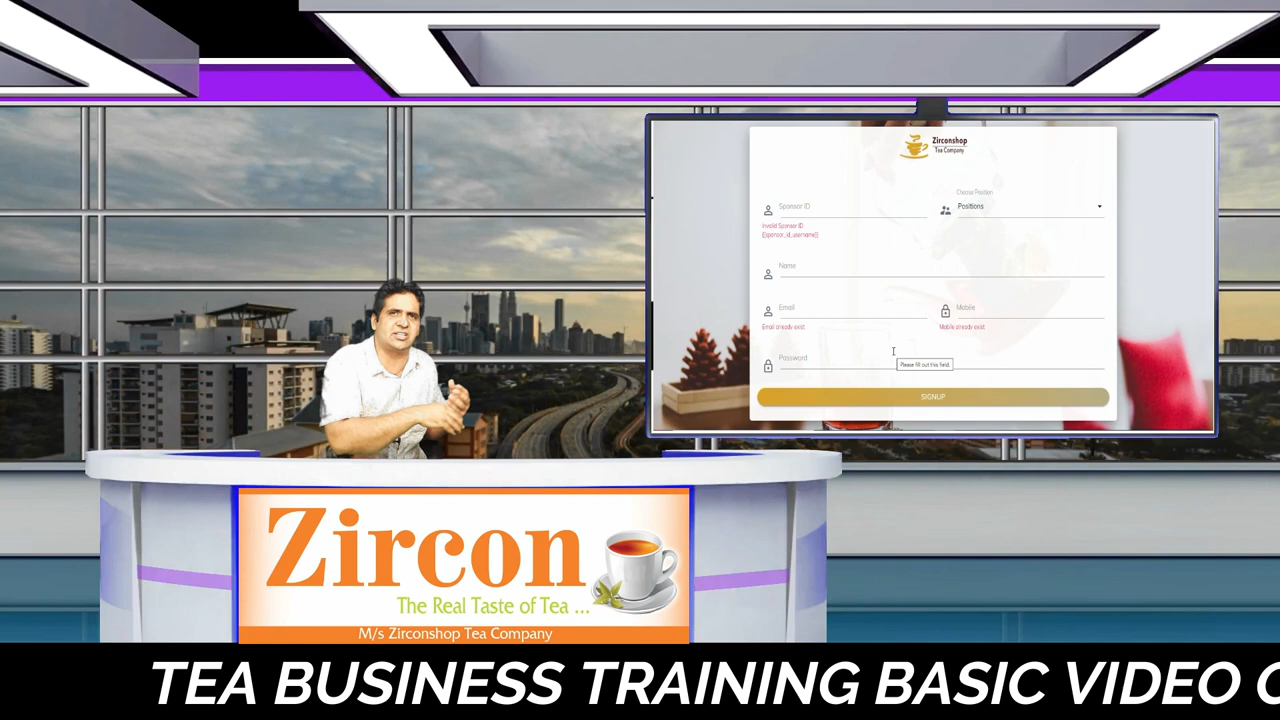 Zirconshop
Tea Company
Choose Position
Sponsor ID
Positions
Invalid Sponsor ID
{{sponsor_id_username}}
Name
Email
Mobile
Email already exist
Mobile already exist
Password
Please fill out this field.
SIGNUP
Zircon
The Real Taste of Tea ...
M/s Zirconshop Tea Company
TEA BUSINESS TRAINING BASIC VIDEO